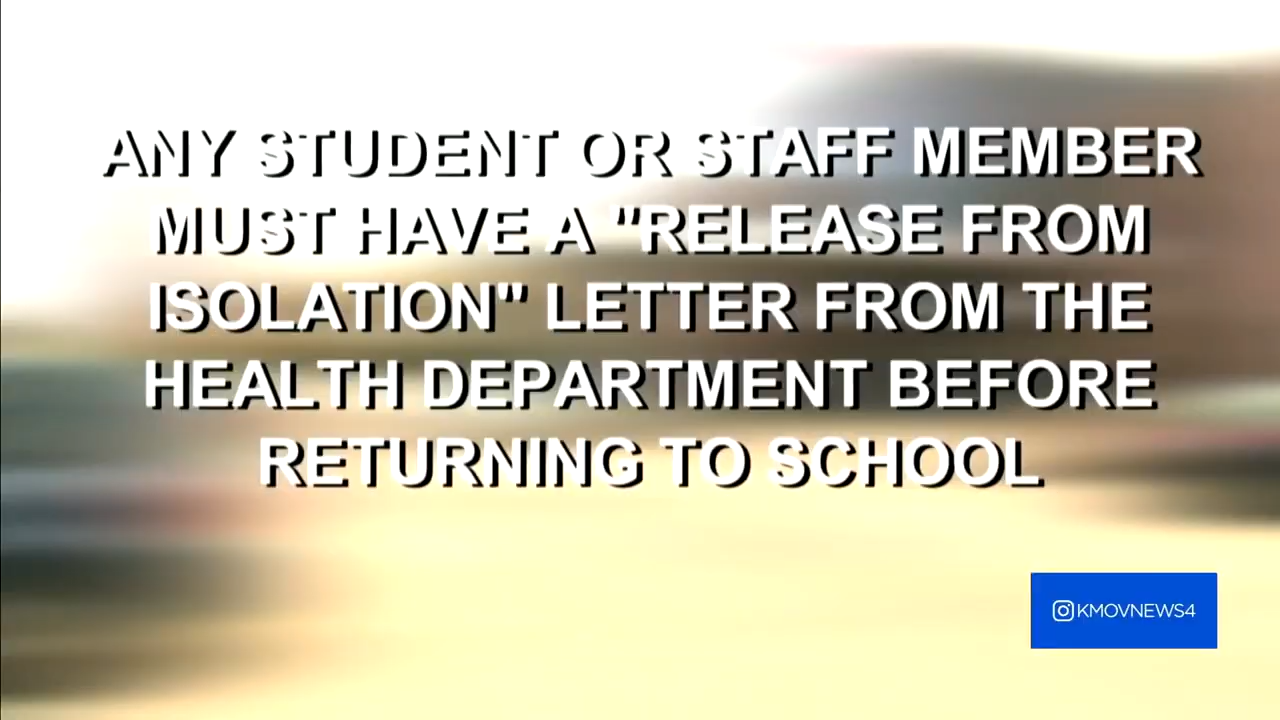 ANY STUDENT OR STAFF MEMBER
MUST HAVE A "RELEASE FROM
ISOLATION" LETTER FROM THE
HEALTH DEPARTMENT BEFORE
RETURNING TO SCHOOL
KMOVNEWS4